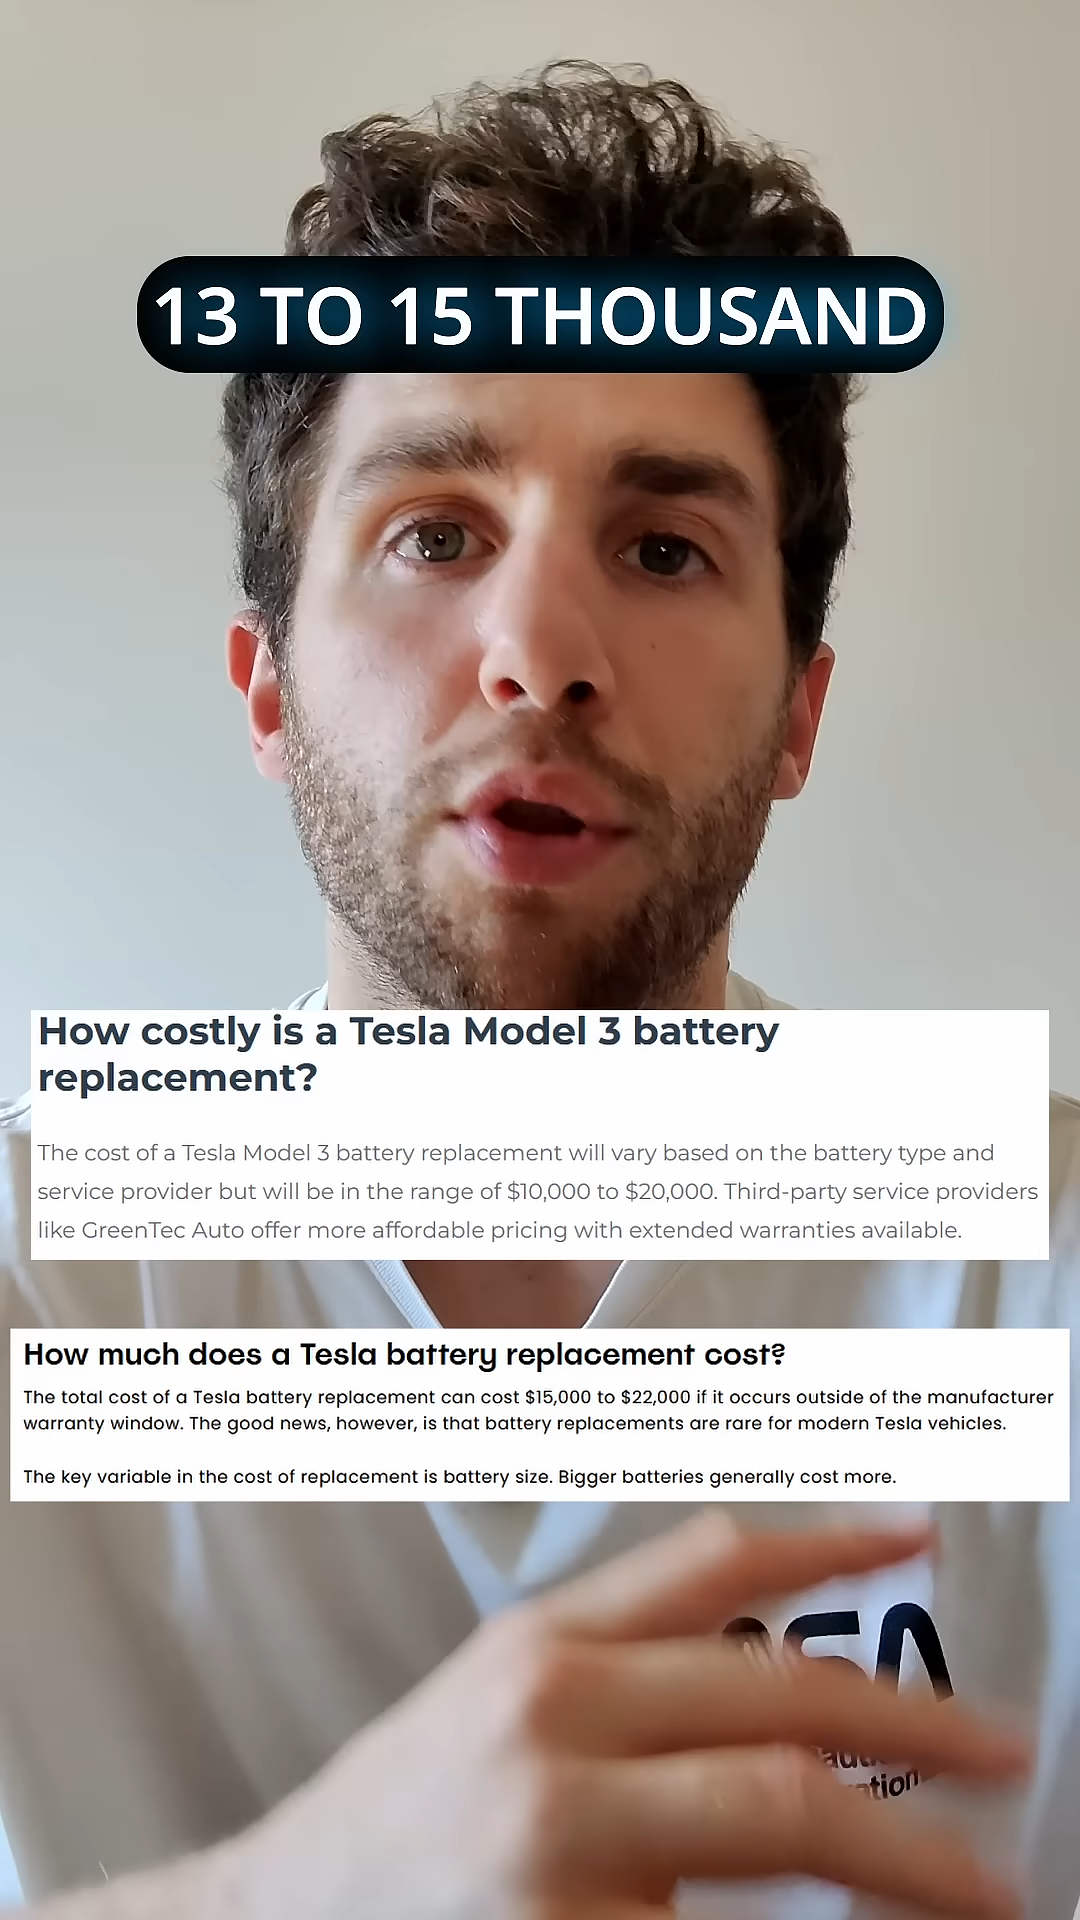 13 TO 15 THOUSAND
How costly is a Tesla Model 3 battery
replacement?
The cost of a Tesla Model 3 battery replacement will vary based on the battery type and
service provider but will be in the range of $10,000 to $20,000. Third-party service providers
like GreenTec Auto offer more affordable pricing with extended warranties available.
How much does a Tesla battery replacement cost?
The total cost of a Tesla battery replacement can cost $15,000 to $22,000 if it occurs outside of the manufacturer
warranty window. The good news, however, is that battery replacements are rare for modern Tesla vehicles.
The key variable in the cost of replacement is battery size. Bigger batteries generally cost more.